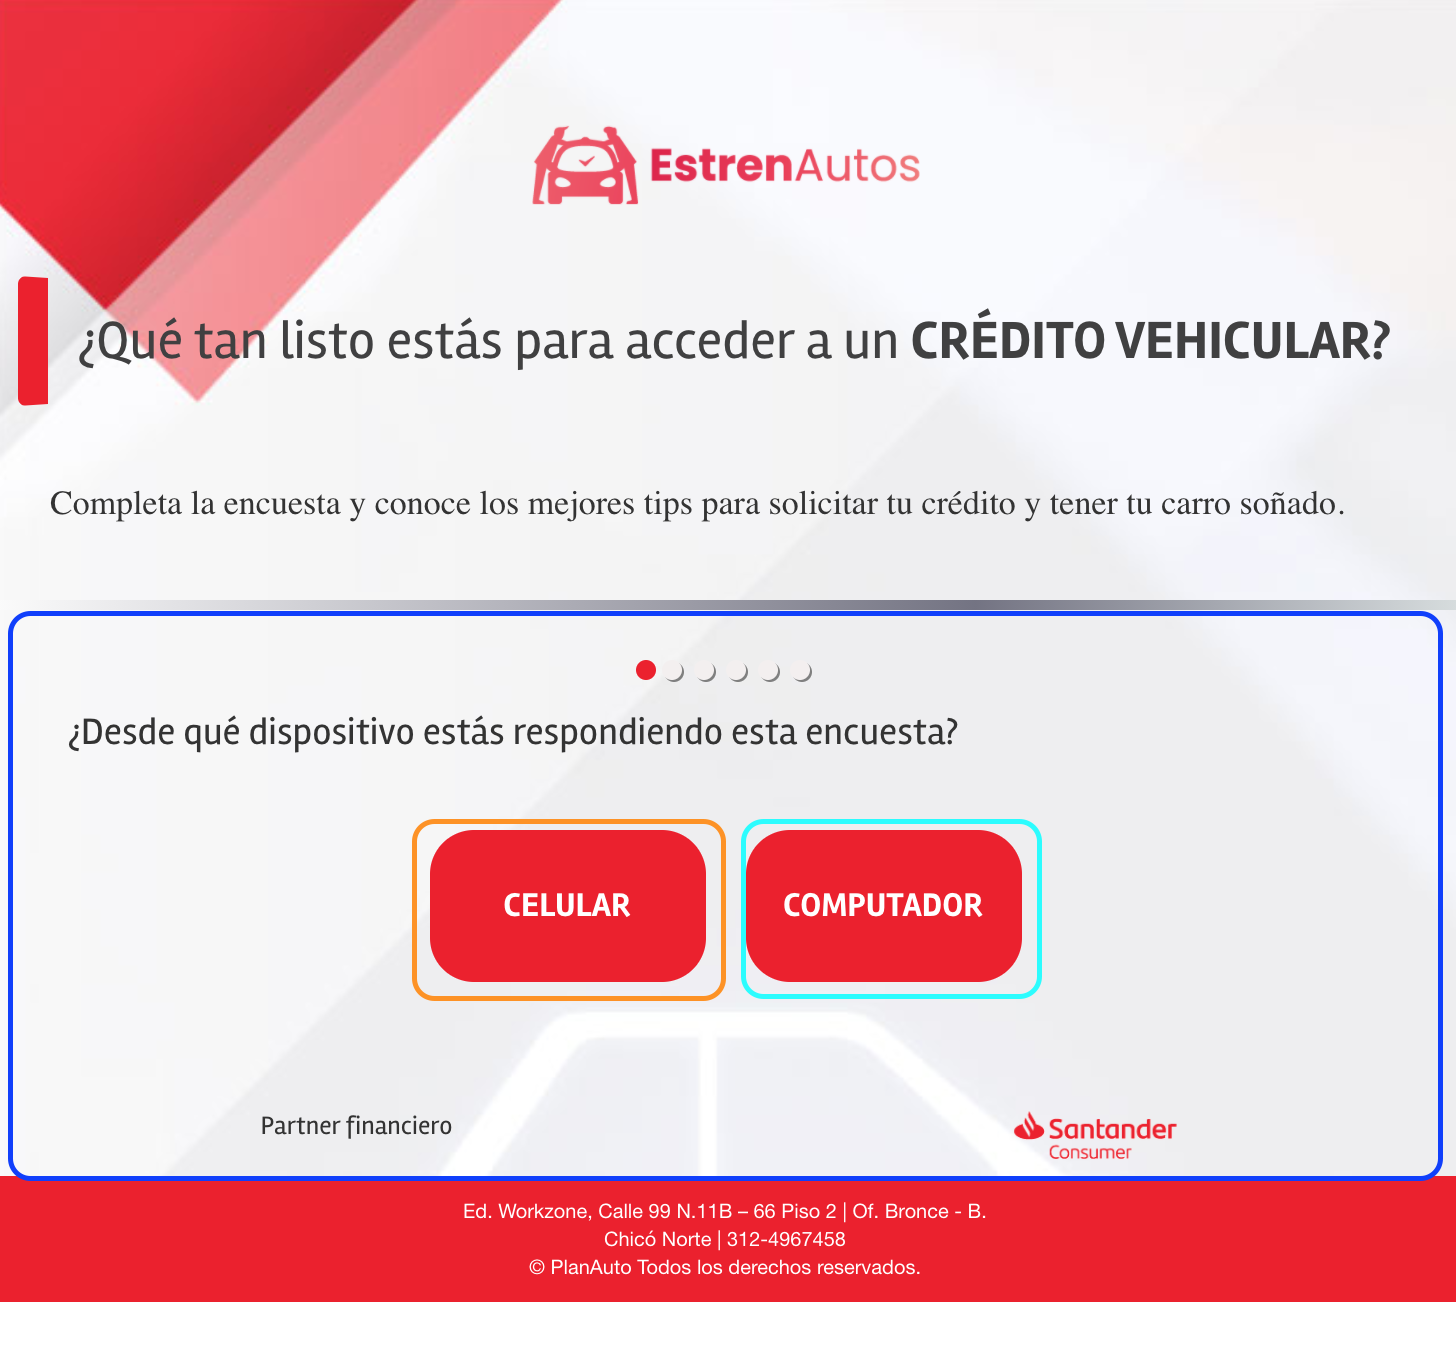 EstrenAutos
¿Qué tan listo estás para acceder a un CRÉDITO VEHICULAR?
Completa la encuesta y conoce los mejores tips para solicitar tu crédito y tener tu carro soñado.
¿Desde qué dispositivo estás respondiendo esta encuesta?
CELULAR
COMPUTADOR
Partner financiero
Santander
Consumer
Ed. Workzone, Calle 99 N.11B – 66 Piso 2 | Of. Bronce - B.
Chicó Norte | 312-4967458
© PlanAuto Todos los derechos reservados.